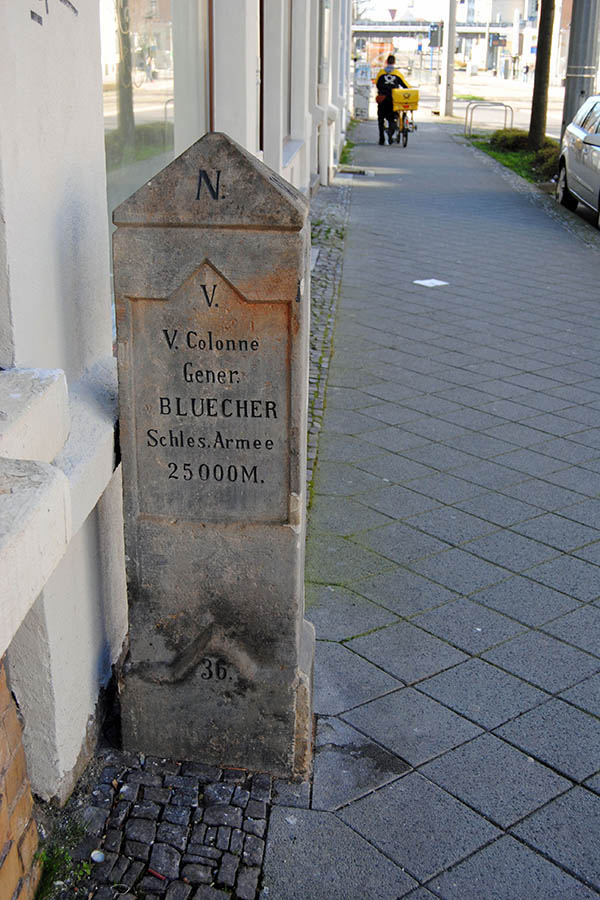 N.
V.
V. Colonne
Gener.
BLUECHER
Schles. Armee
25000M.
36.